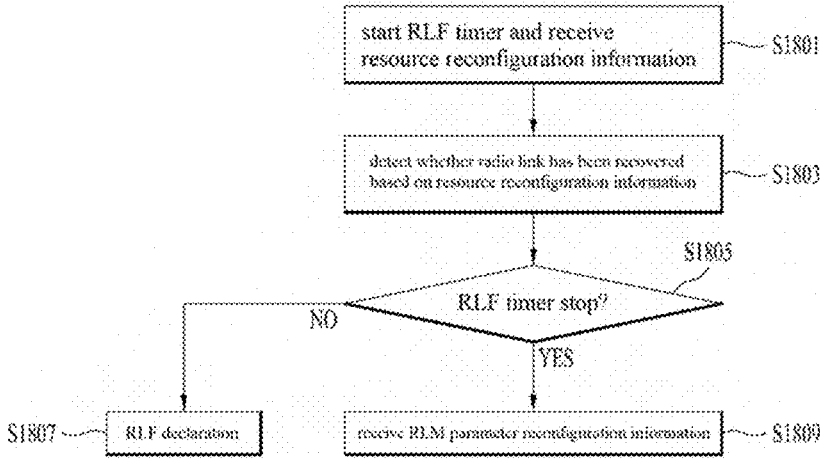 start RLF timer and receive
resource reconfiguration information
S1801
detect whether radio link has been recovered
based on resource reconfiguration information
S1803
S1805
RLF timer stop?
NO
YES
S1807
RLF declaration
receive RLM parameter reconfiguration information
S1809